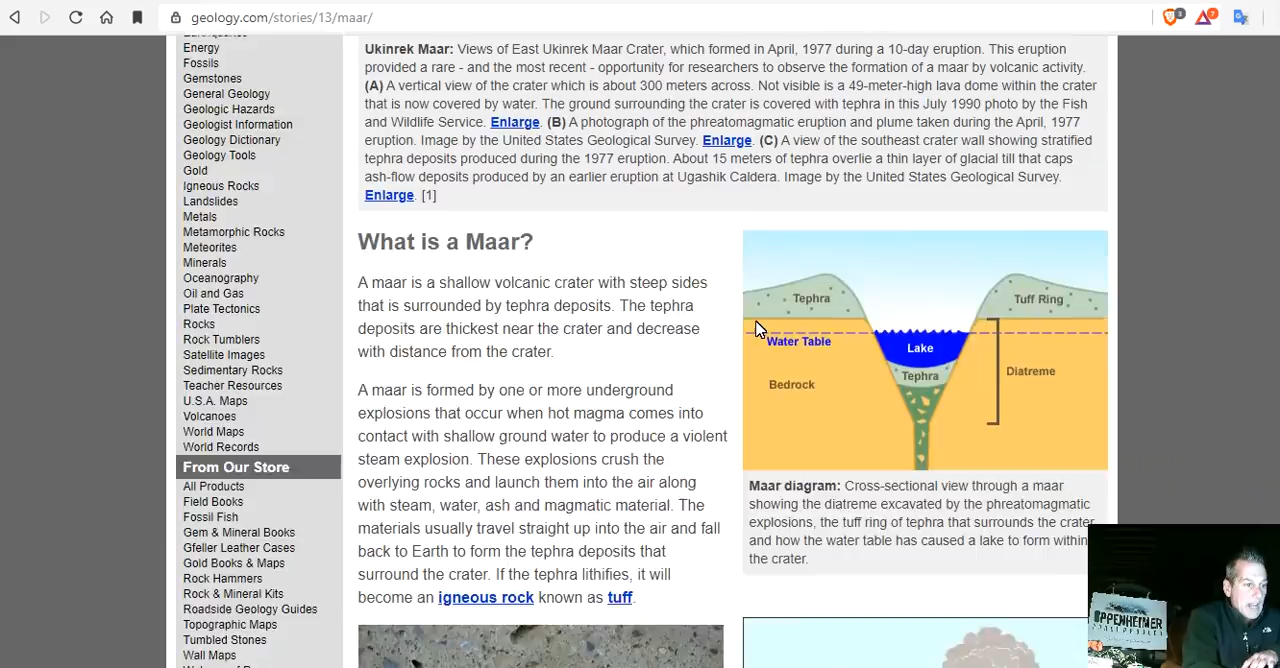 geology.com/stories/13/maar/
3
7
Energy
Fossils
Gemstones
General Geology
Geologic Hazards
Geologist Information
Geology Dictionary
Geology Tools
Gold
Igneous Rocks
Landslides
Metals
Metamorphic Rocks
Meteorites
Minerals
Oceanography
Oil and Gas
Plate Tectonics
Rocks
Rock Tumblers
Satellite Images
Sedimentary Rocks
Teacher Resources
U.S.A. Maps
Volcanoes
World Maps
World Records
From Our Store
All Products
Field Books
Fossil Fish
Gem & Mineral Books
Gfeller Leather Cases
Gold Books & Maps
Rock Hammers
Rock & Mineral Kits
Roadside Geology Guides
Topographic Maps
Tumbled Stones
Wall Maps
Ukinrek Maar: Views of East Ukinrek Maar Crater, which formed in April, 1977 during a 10-day eruption. This eruption
provided a rare - and the most recent - opportunity for researchers to observe the formation of a maar by volcanic activity.
(A) A vertical view of the crater which is about 300 meters across. Not visible is a 49-meter-high lava dome within the crater
that is now covered by water. The ground surrounding the crater is covered with tephra in this July 1990 photo by the Fish
and Wildlife Service. Enlarge. (B) A photograph of the phreatomagmatic eruption and plume taken during the April, 1977
eruption. Image by the United States Geological Survey. Enlarge. (C) A view of the southeast crater wall showing stratified
tephra deposits produced during the 1977 eruption. About 15 meters of tephra overlie a thin layer of glacial till that caps
ash-flow deposits produced by an earlier eruption at Ugashik Caldera. Image by the United States Geological Survey.
Enlarge. [1]
What is a Maar?
A maar is a shallow volcanic crater with steep sides
that is surrounded by tephra deposits. The tephra
deposits are thickest near the crater and decrease
with distance from the crater.
A maar is formed by one or more underground
explosions that occur when hot magma comes into
contact with shallow ground water to produce a violent
steam explosion. These explosions crush the
overlying rocks and launch them into the air along
with steam, water, ash and magmatic material. The
materials usually travel straight up into the air and fall
back to Earth to form the tephra deposits that
surround the crater. If the tephra lithifies, it will
become an igneous rock known as tuff.
Tephra
Tuff Ring
Water Table
Lake
Tephra
Diatreme
Bedrock
Maar diagram: Cross-sectional view through a maar
showing the diatreme excavated by the phreatomagmatic
explosions, the tuff ring of tephra that surrounds the crater
and how the water table has caused a lake to form within
the crater.
OPPENHEIMER